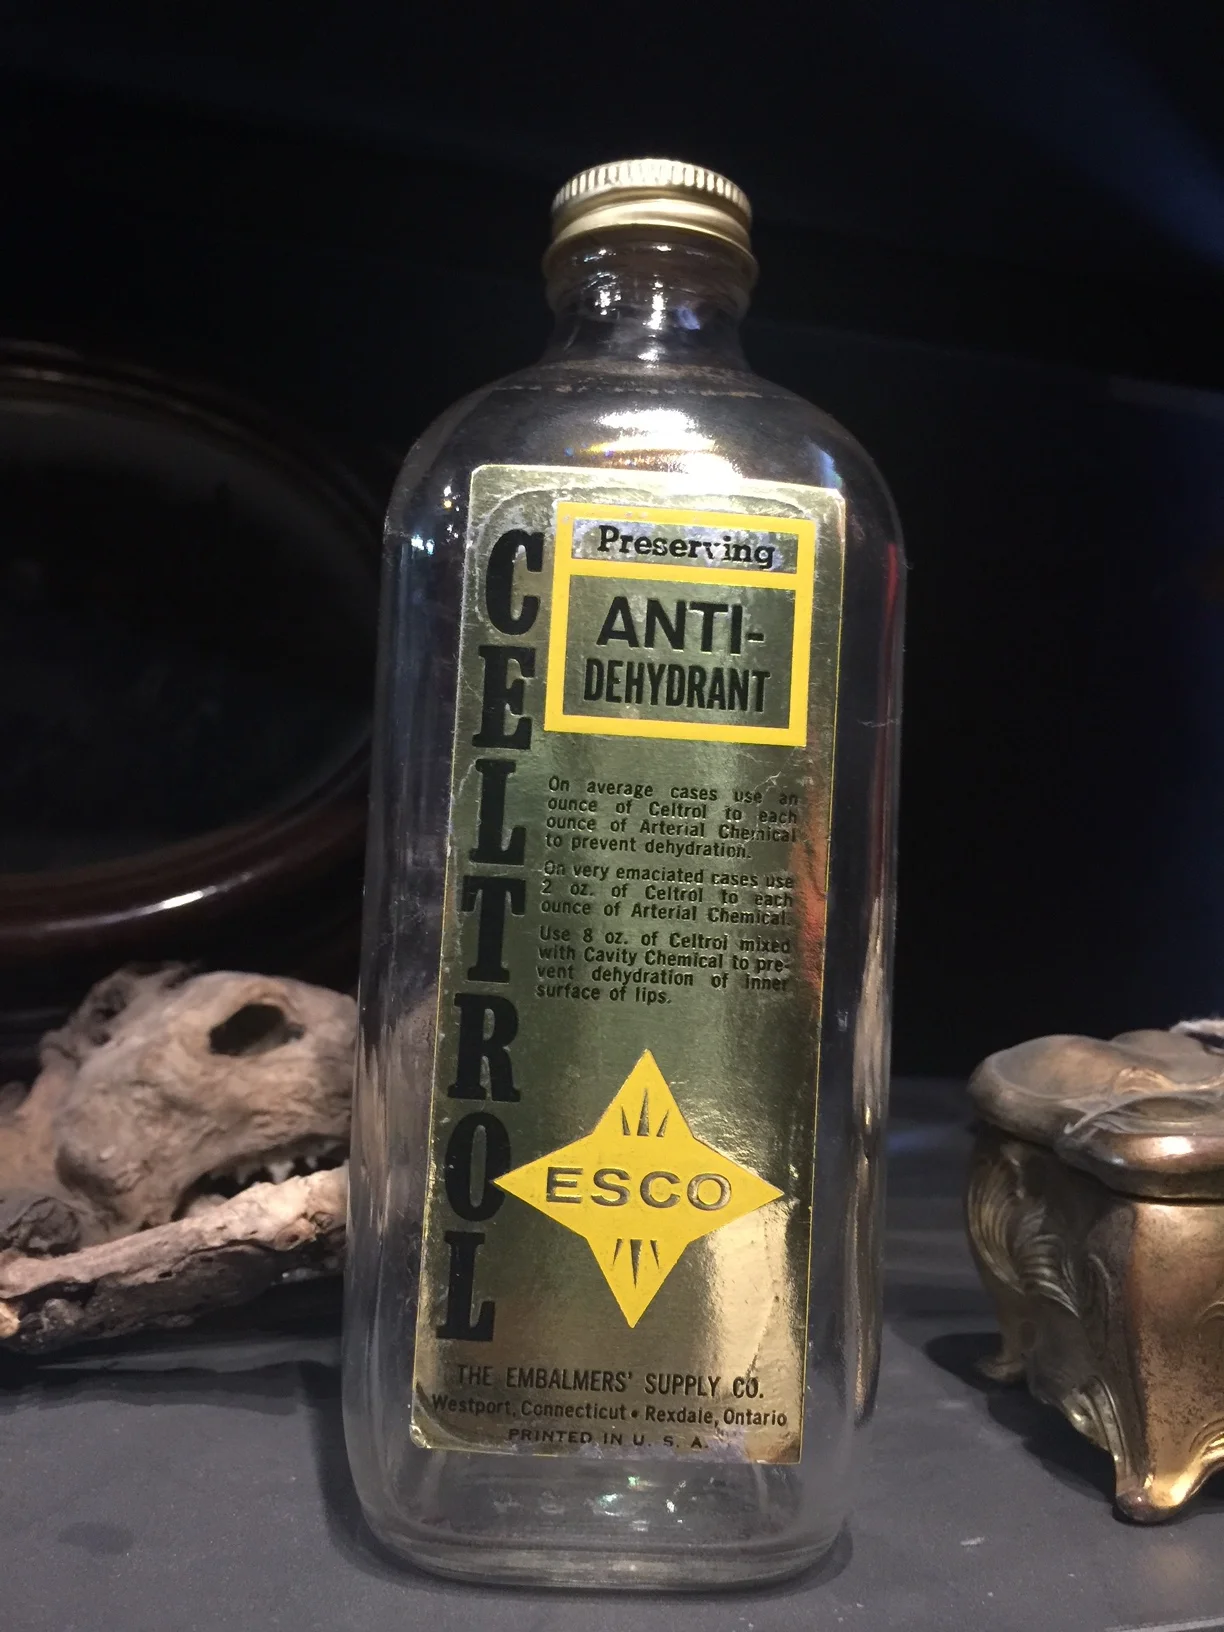 CELTROL
Preserving
ANTI-
DEHYDRANT
On average cases use an
ounce of Celtrol to each
ounce of Arterial Chemical
to prevent dehydration.
On very emaciated cases use
2 oz. of Celtrol to each
ounce of Arterial Chemical.
Use 8 oz. of Celtrol mixed
with Cavity Chemical to pre-
vent dehydration of inner
surface of lips.
ESCO
THE EMBALMERS' SUPPLY CO.
Westport, Connecticut • Rexdale, Ontario
PRINTED IN U. S. A.